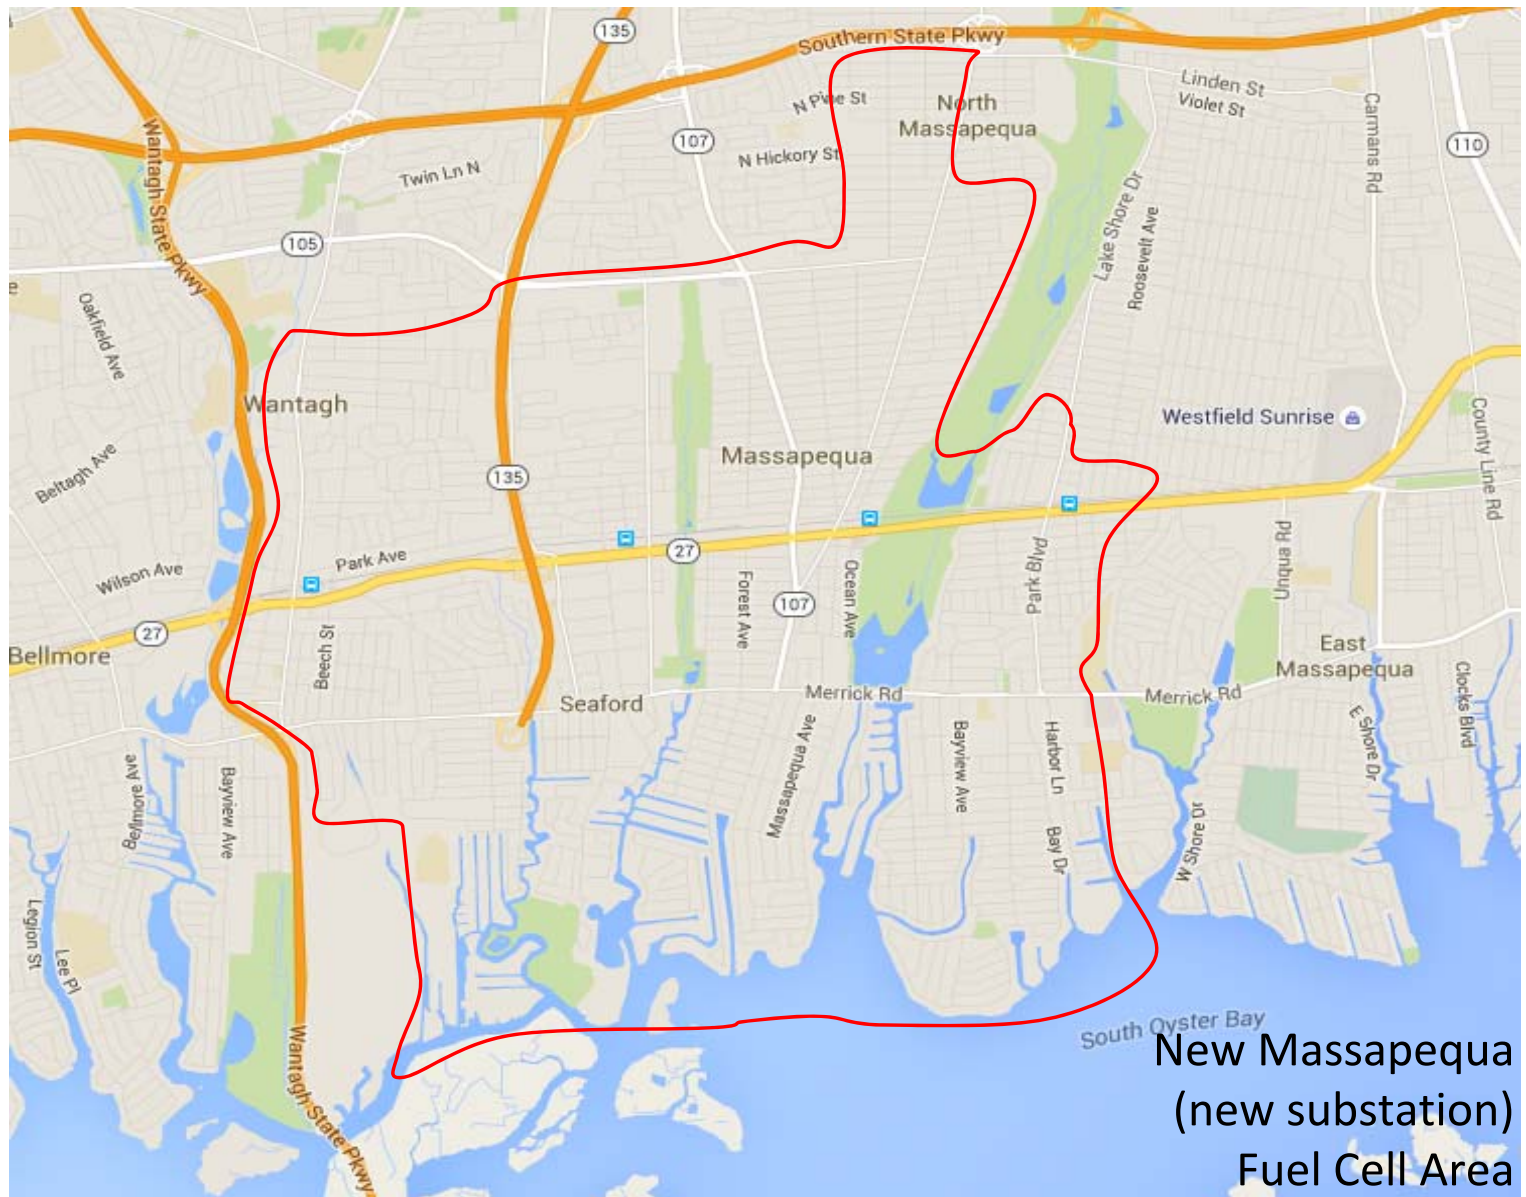 135
Southern State Pkwy
Linden St
Violet St
N Pine St
North
Massapequa
Carmans Rd
Wantagh State Pkwy
107
110
N Hickory St
Twin Ln N
Lake Shore Dr
Roosevelt Ave
105
e
Oakfield Ave
Wantagh
Westfield Sunrise
County Line Rd
Beltagh Ave
Massapequa
135
27
Park Ave
Wilson Ave
Park Blvd
Unqua Rd
Forest Ave
Ocean Ave
107
27
Bellmore
Beech St
East
Massapequa
Seaford
Merrick Rd
Merrick Rd
Clocks Blvd
E Shore Dr
Bellmore Ave
Bayview Ave
Massapequa Ave
Bayview Ave
Harbor Ln
Bay Dr
W Shore Dr
Legion St
Lee Pl
Wantagh State Pkwy
South Oyster Bay
New Massapequa
(new substation)
Fuel Cell Area